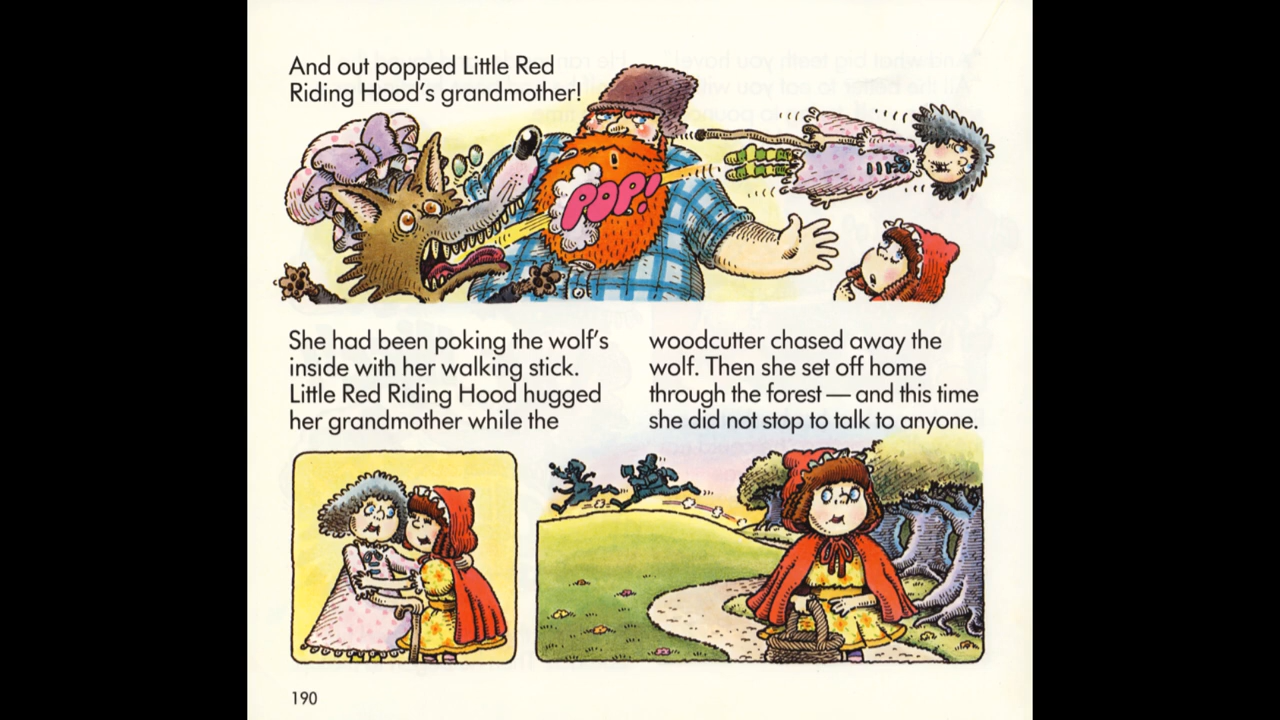 And out popped Little Red
Riding Hood's grandmother!
POP!
She had been poking the wolf's
inside with her walking stick.
Little Red Riding Hood hugged
her grandmother while the
woodcutter chased away the
wolf. Then she set off home
through the forest — and this time
she did not stop to talk to anyone.
190